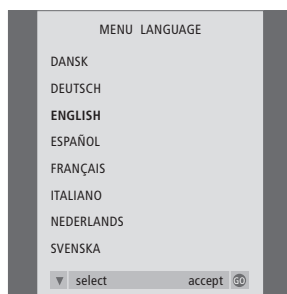 MENU LANGUAGE
DANSK
DEUTSCH
ENGLISH
ESPAÑOL
FRANÇAIS
ITALIANO
NEDERLANDS
SVENSKA
▼ select accept GO